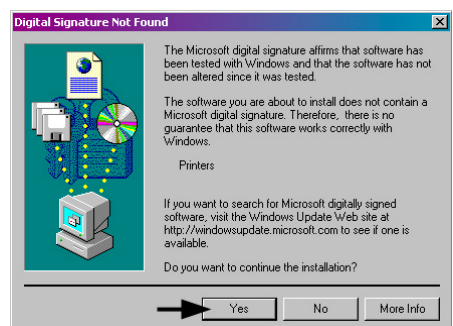 Digital Signature Not Found
The Microsoft digital signature affirms that software has
been tested with Windows and that the software has not
been altered since it was tested.
The software you are about to install does not contain a
Microsoft digital signature. Therefore, there is no
guarantee that this software works correctly with
Windows.
Printers
If you want to search for Microsoft digitally signed
software, visit the Windows Update Web site at
http://windowsupdate.microsoft.com to see if one is
available.
Do you want to continue the installation?
Yes No More Info